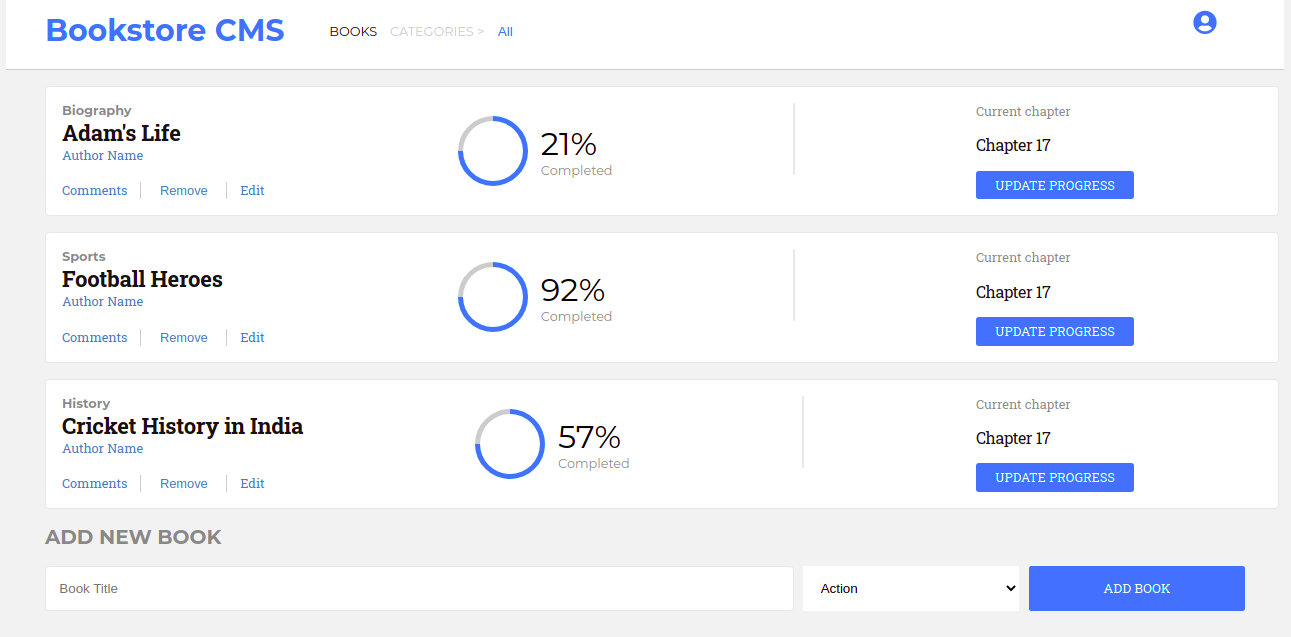 Bookstore CMS BOOKS CATEGORIES > All
Biography
Adam's Life
Author Name
Comments Remove Edit
21%
Completed
Current chapter
Chapter 17
UPDATE PROGRESS
Sports
Football Heroes
Author Name
Comments Remove Edit
92%
Completed
Current chapter
Chapter 17
UPDATE PROGRESS
History
Cricket History in India
Author Name
Comments Remove Edit
57%
Completed
Current chapter
Chapter 17
UPDATE PROGRESS
ADD NEW BOOK
Book Title Action ADD BOOK